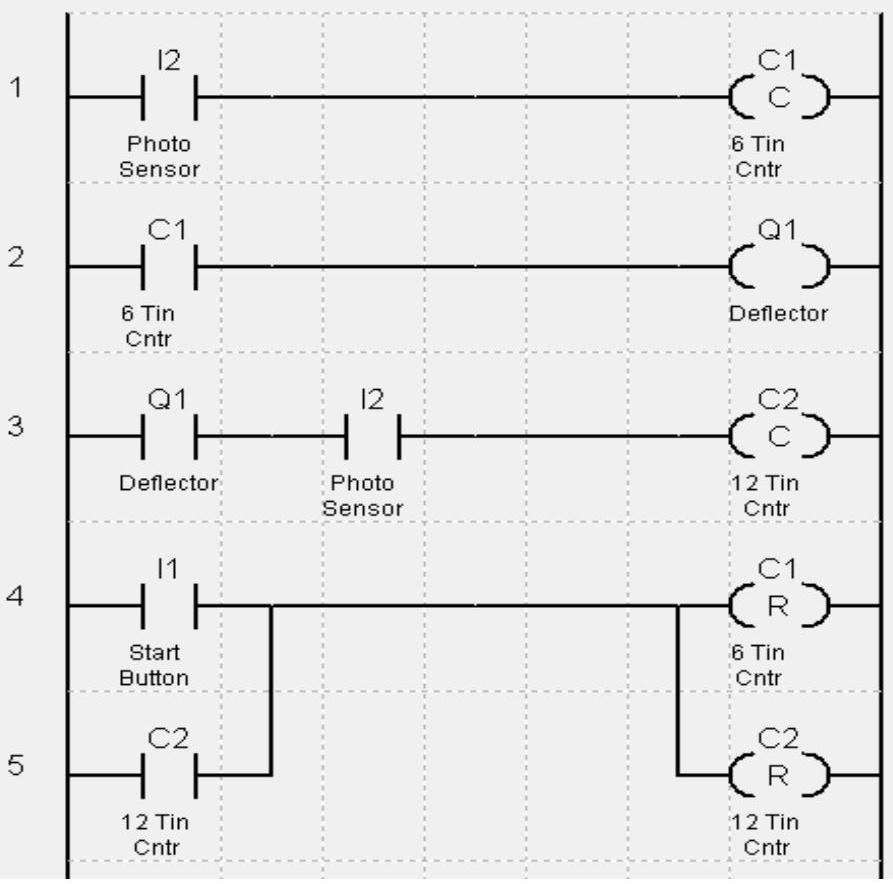 I2 C1
1 C
Photo 6 Tin
Sensor Cntr
C1 Q1
2
6 Tin Deflector
Cntr
Q1 I2 C2
3 C
Deflector Photo 12 Tin
Sensor Cntr
I1 C1
4 R
Start 6 Tin
Button Cntr
C2 C2
5 R
12 Tin 12 Tin
Cntr Cntr